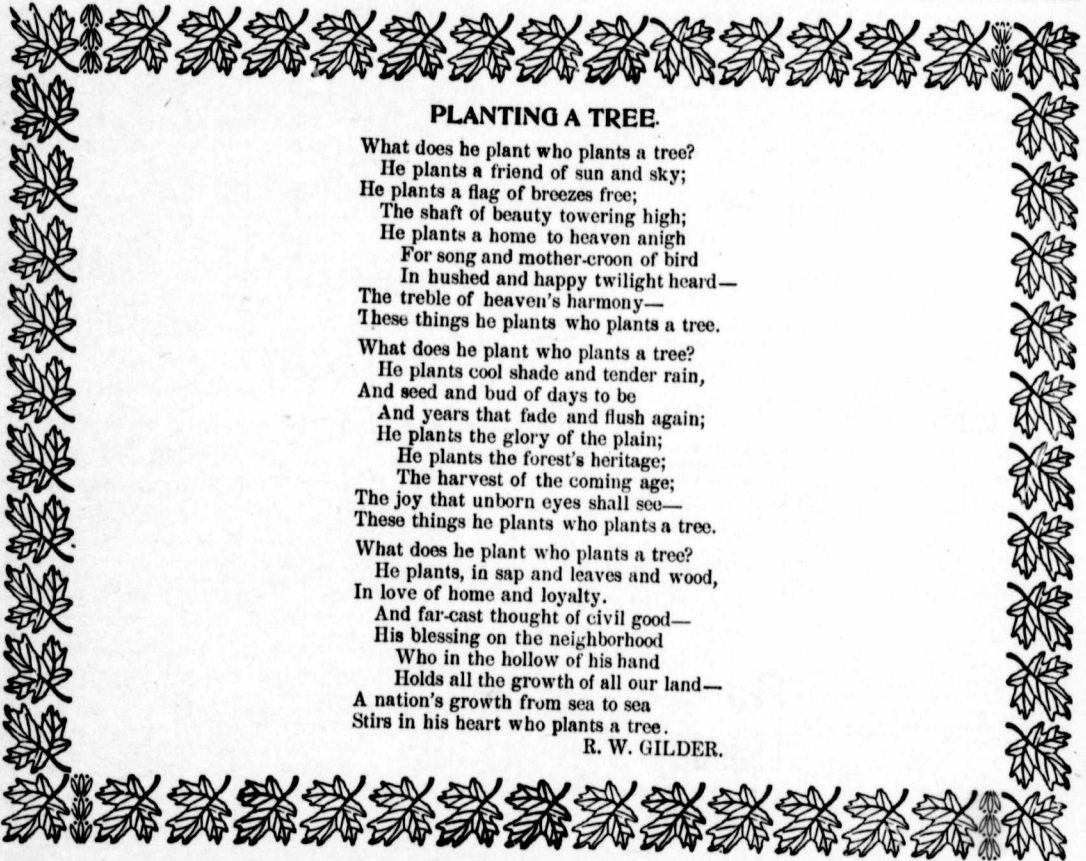 PLANTING A TREE.
What does he plant who plants a tree?
He plants a friend of sun and sky;
He plants a flag of breezes free;
The shaft of beauty towering high;
He plants a home to heaven anigh
For song and mother-croon of bird
In hushed and happy twilight heard—
The treble of heaven's harmony—
These things he plants who plants a tree.
What does he plant who plants a tree?
He plants cool shade and tender rain,
And seed and bud of days to be
And years that fade and flush again;
He plants the glory of the plain;
He plants the forest's heritage;
The harvest of the coming age;
The joy that unborn eyes shall see—
These things he plants who plants a tree.
What does he plant who plants a tree?
He plants, in sap and leaves and wood,
In love of home and loyalty.
And far-cast thought of civil good—
His blessing on the neighborhood
Who in the hollow of his hand
Holds all the growth of all our land—
A nation's growth from sea to sea
Stirs in his heart who plants a tree.
R. W. GILDER.